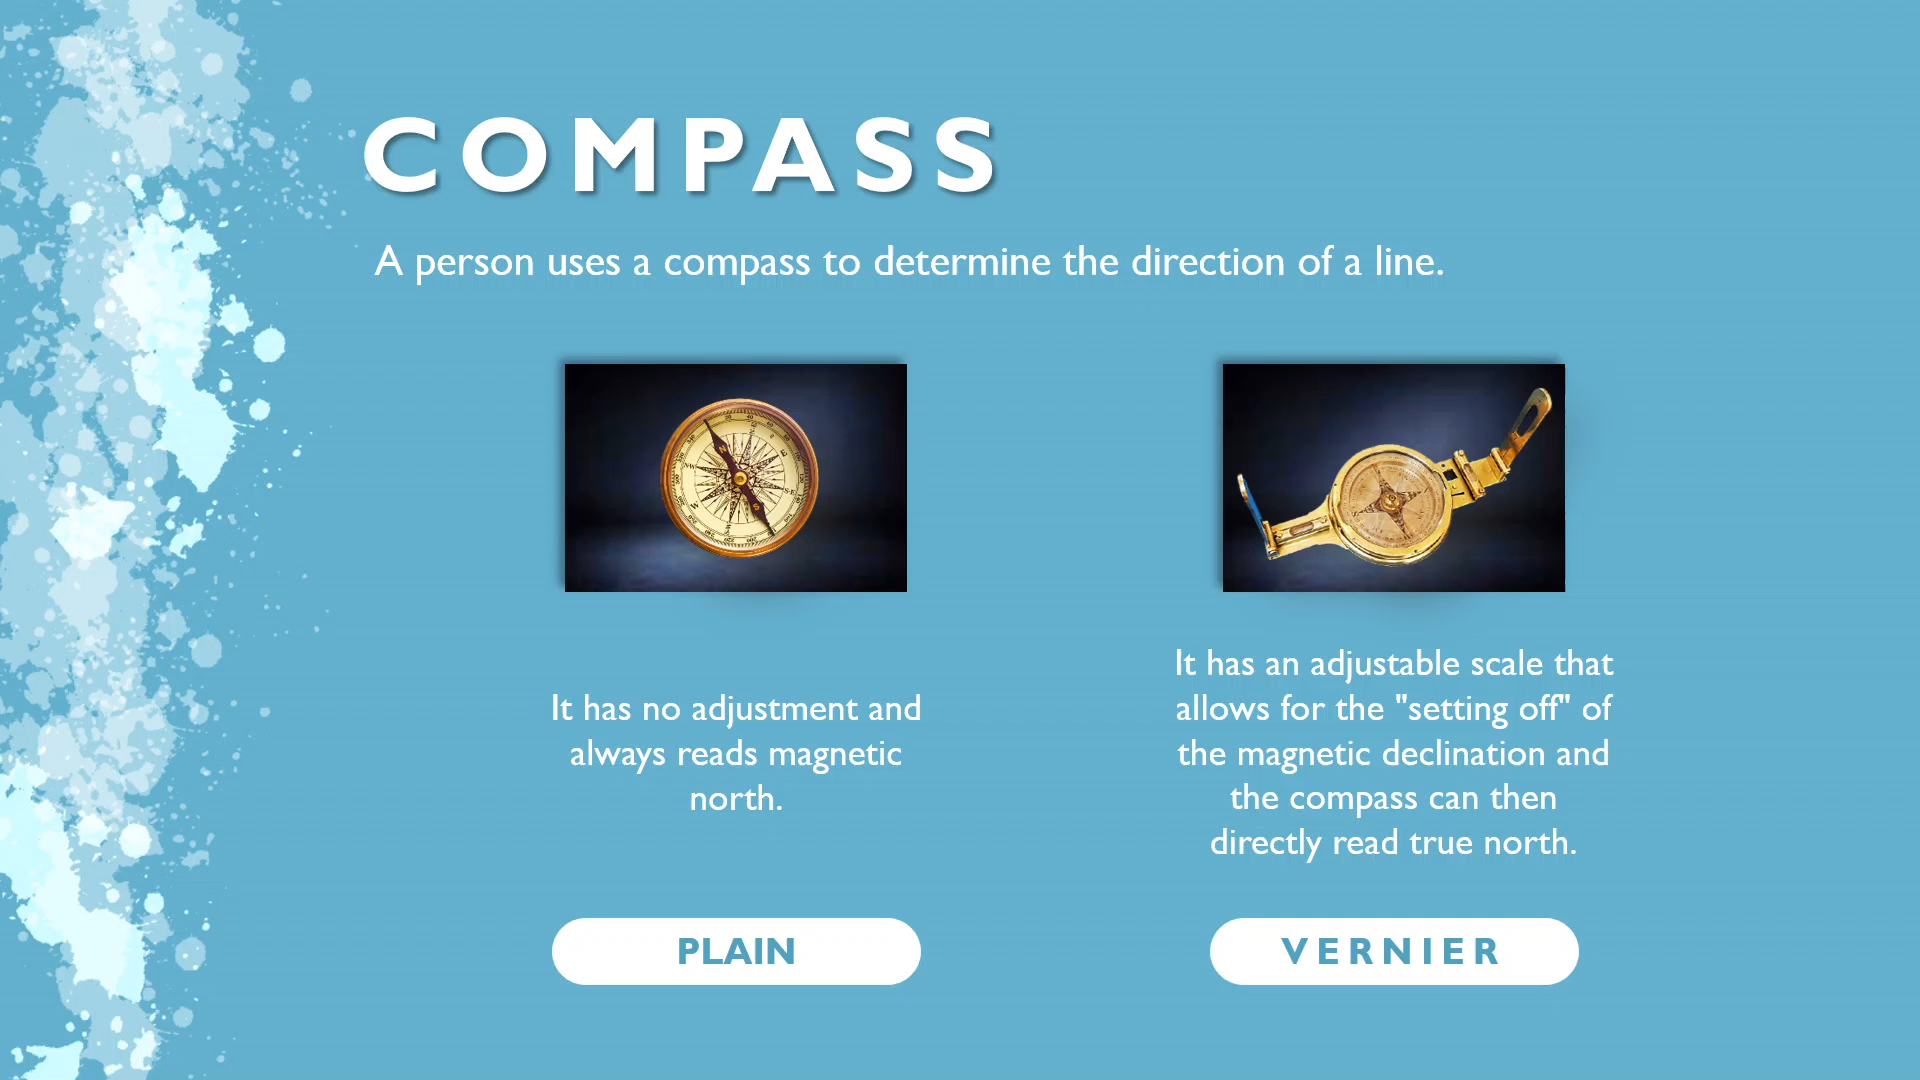 COMPASS
A person uses a compass to determine the direction of a line.
It has no adjustment and
always reads magnetic
north.
PLAIN
It has an adjustable scale that
allows for the "setting off" of
the magnetic declination and
the compass can then
directly read true north.
VERNIER